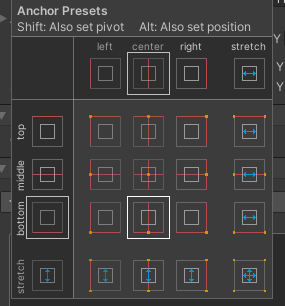 Anchor Presets
Shift: Also set pivot Alt: Also set position
left center right stretch
top
middle
bottom
stretch
Y
Y